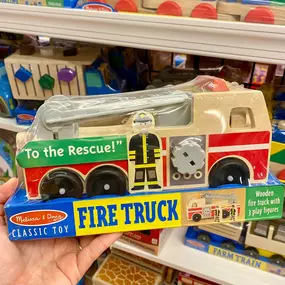 "To the Rescue!"
Melissa & Doug
CLASSIC TOY
FIRE TRUCK
Wooden
fire truck with
3 play figures
FARM TRAIN